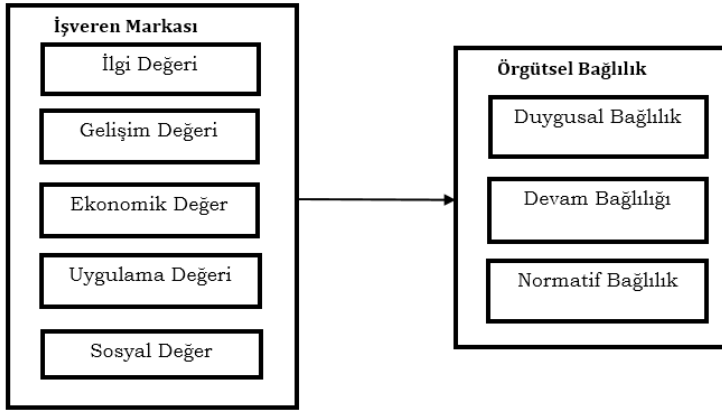 İşveren Markası
İlgi Değeri
Gelişim Değeri
Ekonomik Değer
Uygulama Değeri
Sosyal Değer
Örgütsel Bağlılık
Duygusal Bağlılık
Devam Bağlılığı
Normatif Bağlılık